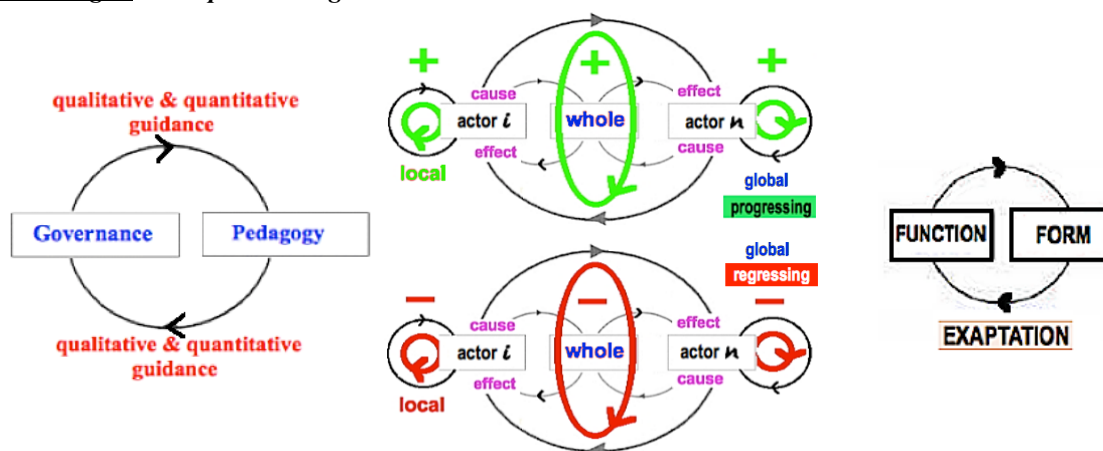 qualitative & quantitative
guidance
Governance
Pedagogy
qualitative & quantitative
guidance
+
+
+
cause
effect
actor i
whole
actor n
effect
cause
local
global
progressing
global
regressing
−
−
−
cause
effect
actor i
whole
actor n
effect
cause
local
FUNCTION
FORM
EXAPTATION